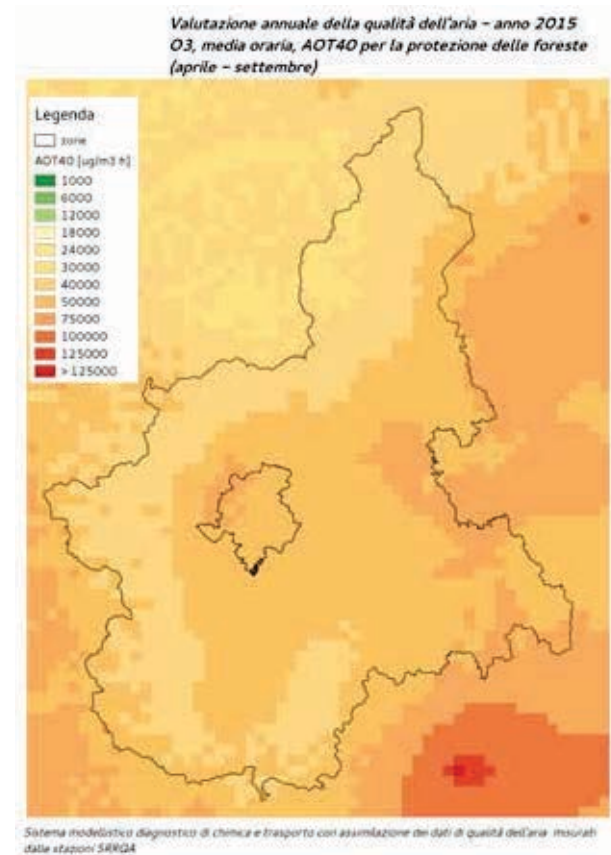 Valutazione annuale della qualità dell'aria - anno 2015
O3, media oraria, AOT40 per la protezione delle foreste
(aprile - settembre)
Legenda
zone
AOT40 [ug/m3 h]
1000
6000
12000
18000
24000
30000
40000
50000
75000
100000
125000
>125000
Sistema modellistico diagnostico di chimica e trasporto con assimilazione dei dati di qualità dell'aria misurati
dalle stazioni SRRQA